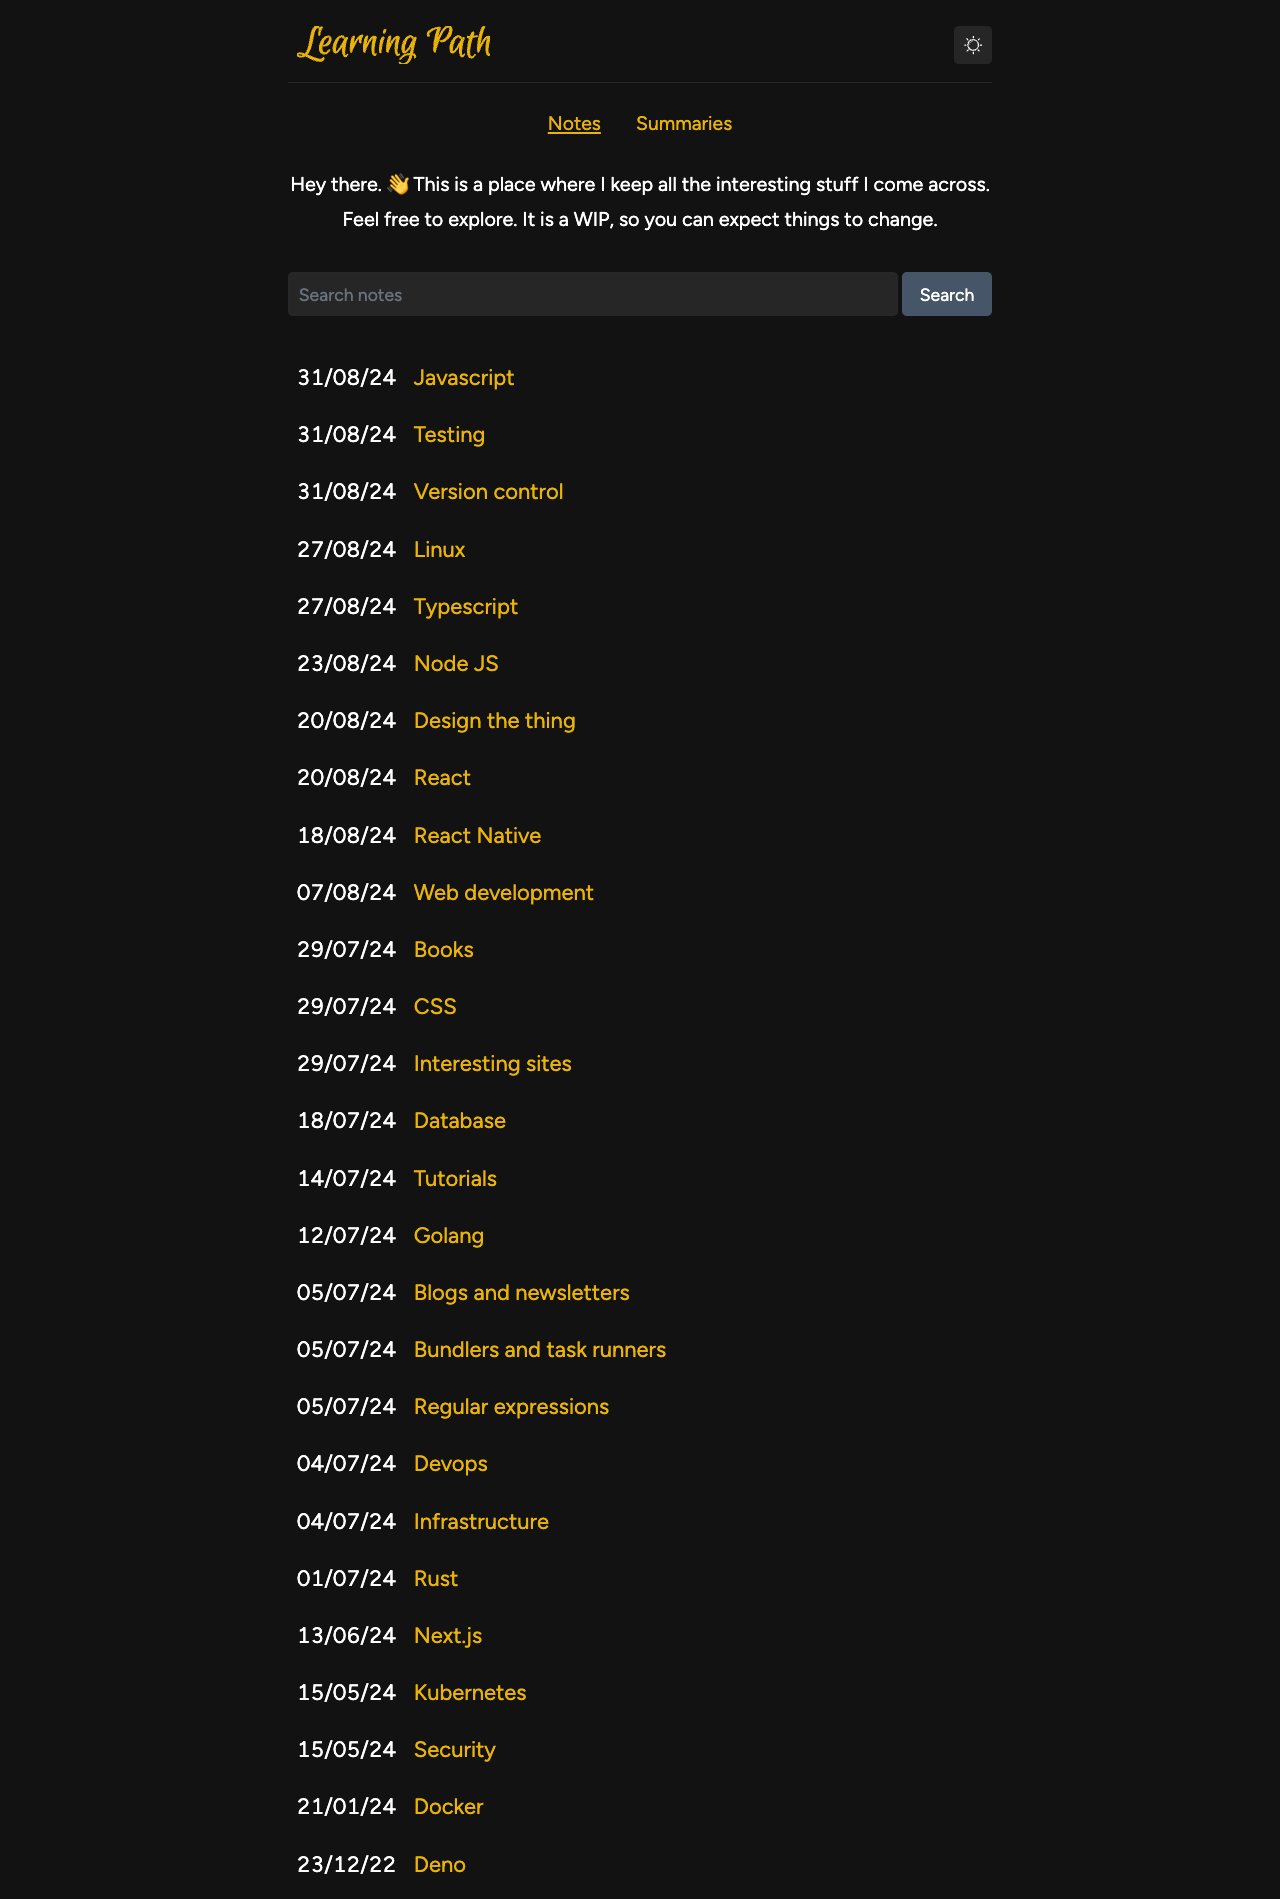 Learning Path
Notes Summaries
Hey there. 👋 This is a place where I keep all the interesting stuff I come across.
Feel free to explore. It is a WIP, so you can expect things to change.
Search notes Search
31/08/24 Javascript
31/08/24 Testing
31/08/24 Version control
27/08/24 Linux
27/08/24 Typescript
23/08/24 Node JS
20/08/24 Design the thing
20/08/24 React
18/08/24 React Native
07/08/24 Web development
29/07/24 Books
29/07/24 CSS
29/07/24 Interesting sites
18/07/24 Database
14/07/24 Tutorials
12/07/24 Golang
05/07/24 Blogs and newsletters
05/07/24 Bundlers and task runners
05/07/24 Regular expressions
04/07/24 Devops
04/07/24 Infrastructure
01/07/24 Rust
13/06/24 Next.js
15/05/24 Kubernetes
15/05/24 Security
21/01/24 Docker
23/12/22 Deno